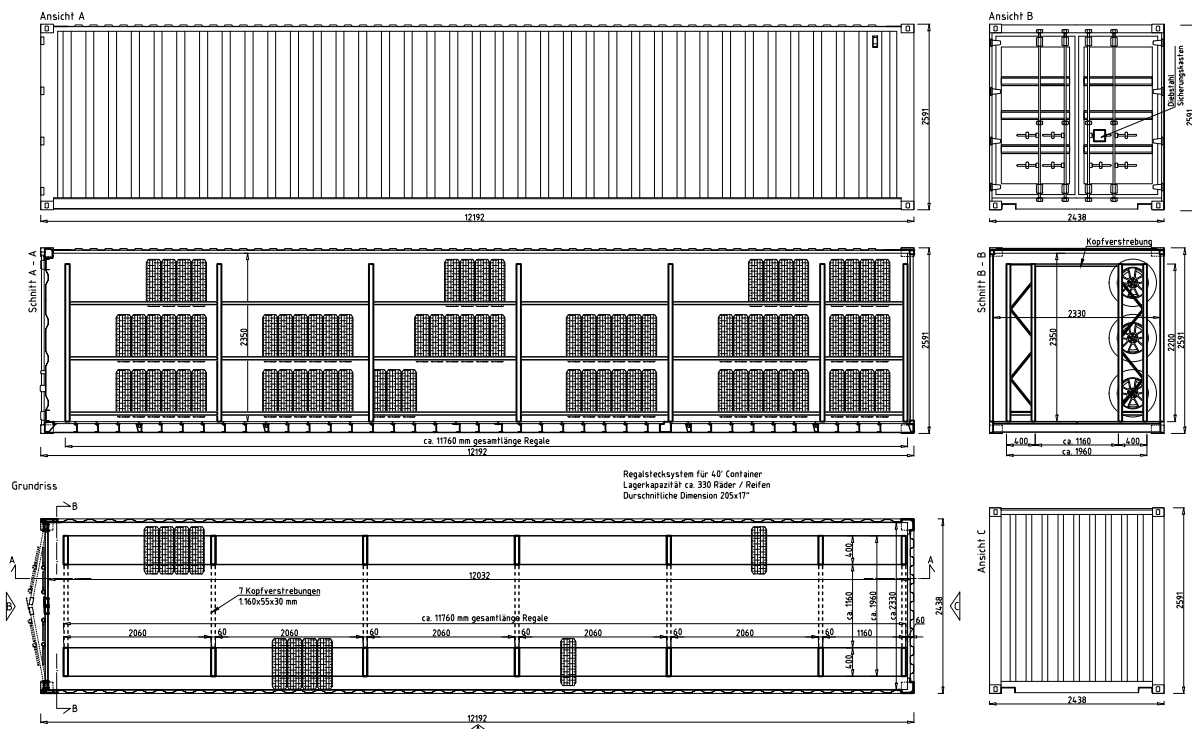 Ansicht A
2591
12192
Ansicht B
Diebstahl
Sicherungskasten
2591
2438
Schnitt A - A
2350
2591
ca. 11760 mm gesamtlänge Regale
12192
Schnitt B - B
Kopfverstrebung
2330
2350
2200
2591
400
ca. 1160
400
ca. 1960
Regalstecksystem für 40' Container
Lagerkapazität ca. 330 Räder / Reifen
Durschnitliche Dimension 205x17"
Grundriss
B
A
A
B
C
12032
7 Kopfverstrebungen
1.160x55x30 mm
ca. 11760 mm gesamtlänge Regale
2060
60
2060
60
2060
60
2060
60
2060
60
1160
60
400
ca. 1160
400
ca. 1960
ca. 2330
2438
B
12192
Ansicht C
2591
2438